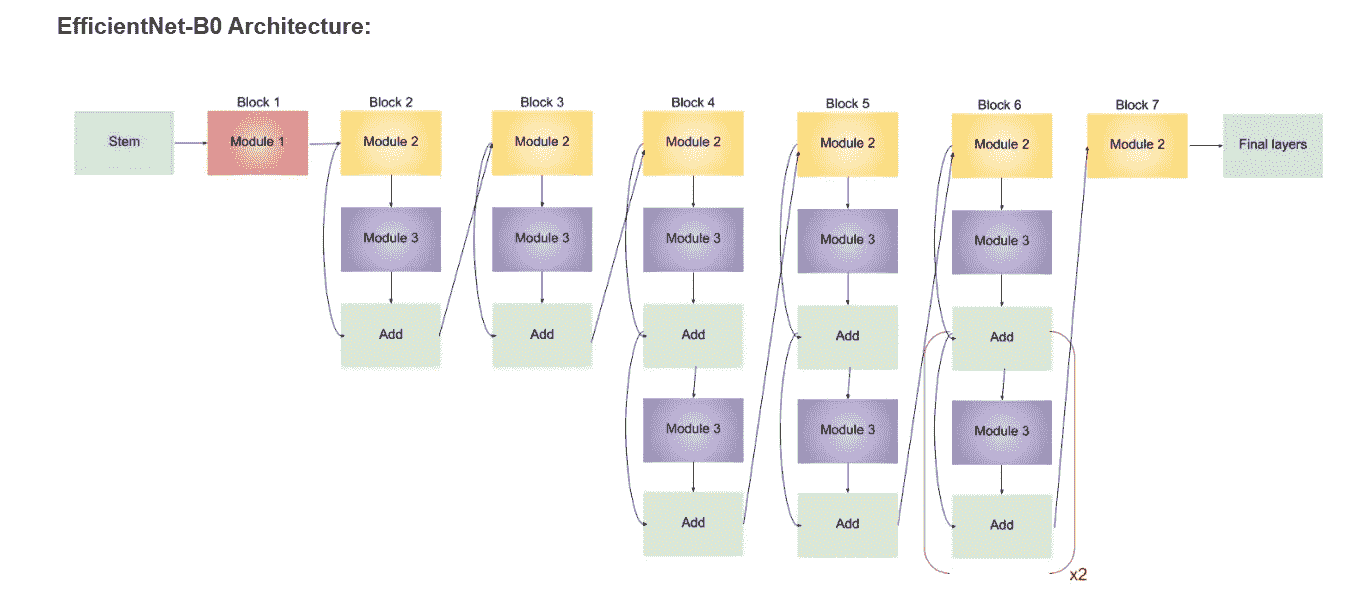 EfficientNet-B0 Architecture:
Block 1 Block 2 Block 3 Block 4 Block 5 Block 6 Block 7
Stem Module 1 Module 2 Module 2 Module 2 Module 2 Module 2 Module 2 Final layers
Module 3 Module 3 Module 3 Module 3 Module 3
Add Add Add Add Add
Module 3 Module 3 Module 3
Add Add Add
x2